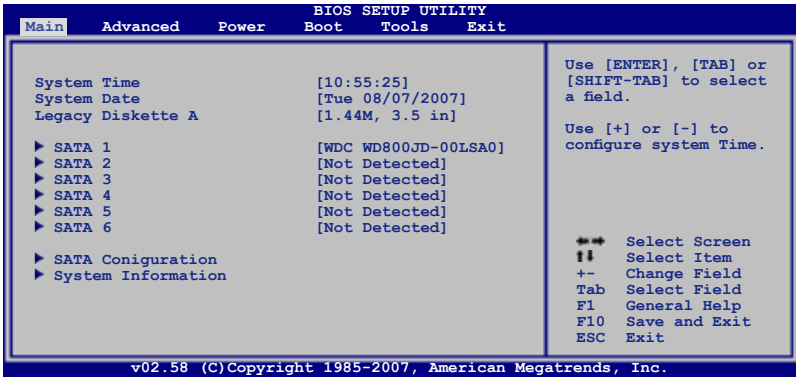 BIOS SETUP UTILITY
Main Advanced Power Boot Tools Exit
System Time [10:55:25]
System Date [Tue 08/07/2007]
Legacy Diskette A [1.44M, 3.5 in]
SATA 1 [WDC WD800JD-00LSA0]
SATA 2 [Not Detected]
SATA 3 [Not Detected]
SATA 4 [Not Detected]
SATA 5 [Not Detected]
SATA 6 [Not Detected]
SATA Coniguration
System Information
Use [ENTER], [TAB] or
[SHIFT-TAB] to select
a field.
Use [+] or [-] to
configure system Time.
Select Screen
Select Item
+- Change Field
Tab Select Field
F1 General Help
F10 Save and Exit
ESC Exit
v02.58 (C)Copyright 1985-2007, American Megatrends, Inc.